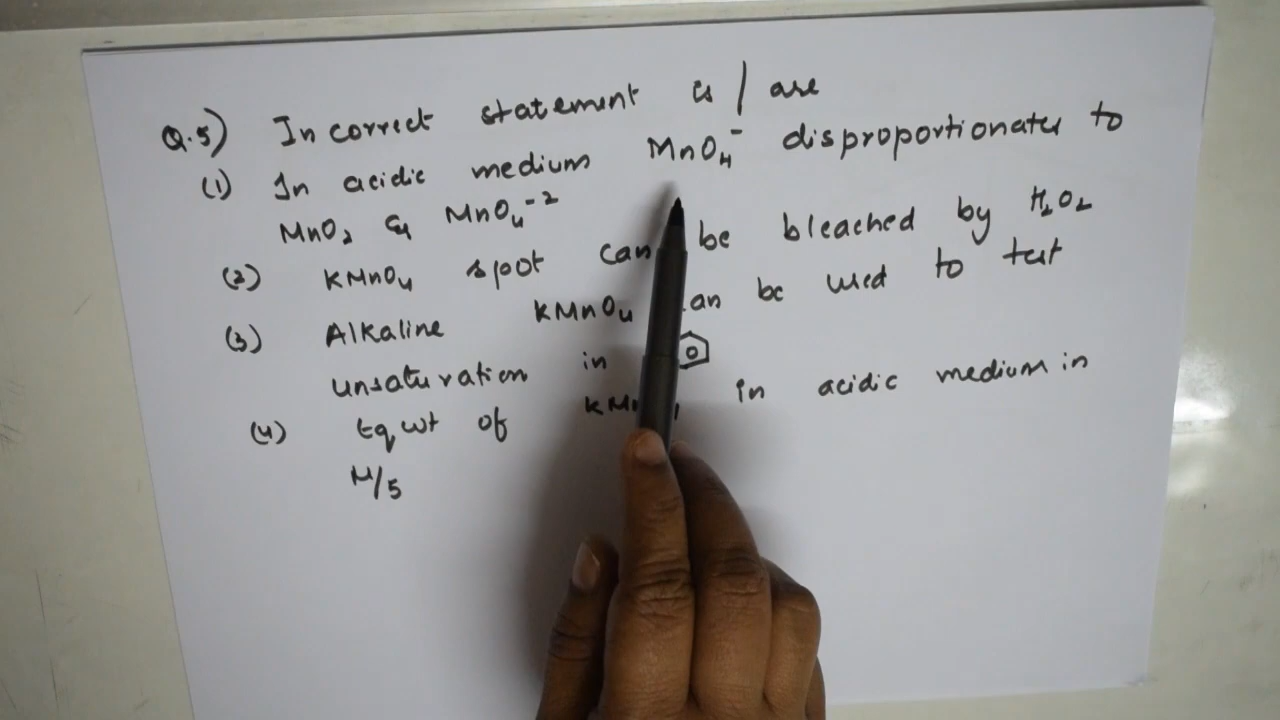 Q.5) Incorrect statement is / are
(1) In acidic medium MnO4⁻ disproportionates to
MnO2 & MnO4⁻²
(2) KMnO4 spot can be bleached by H2O2
(3) Alkaline KMnO4 can be used to test
unsaturation in
(4) Eq wt of in acidic medium in
M/5